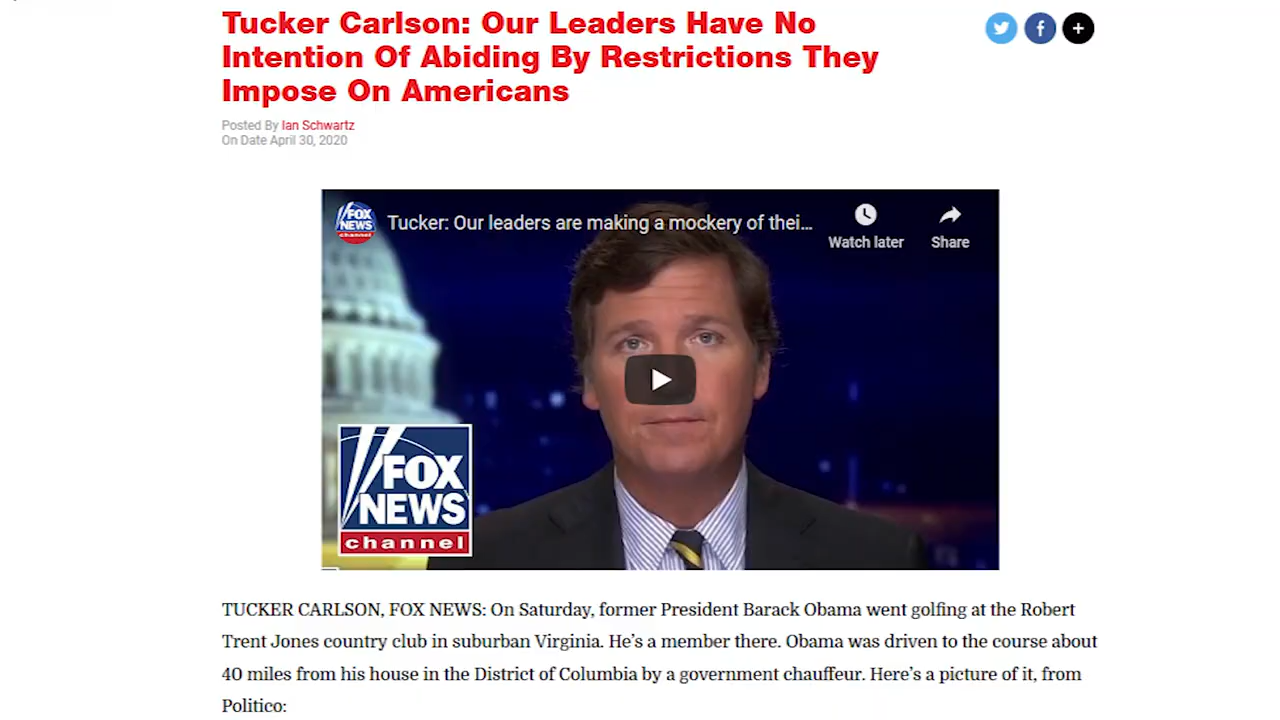 Tucker Carlson: Our Leaders Have No
Intention Of Abiding By Restrictions They
Impose On Americans
Posted By Ian Schwartz
On Date April 30, 2020
FOX
NEWS
channel
Tucker: Our leaders are making a mockery of thei...
Watch later
Share
FOX
NEWS
channel
TUCKER CARLSON, FOX NEWS: On Saturday, former President Barack Obama went golfing at the Robert
Trent Jones country club in suburban Virginia. He's a member there. Obama was driven to the course about
40 miles from his house in the District of Columbia by a government chauffeur. Here's a picture of it, from
Politico: